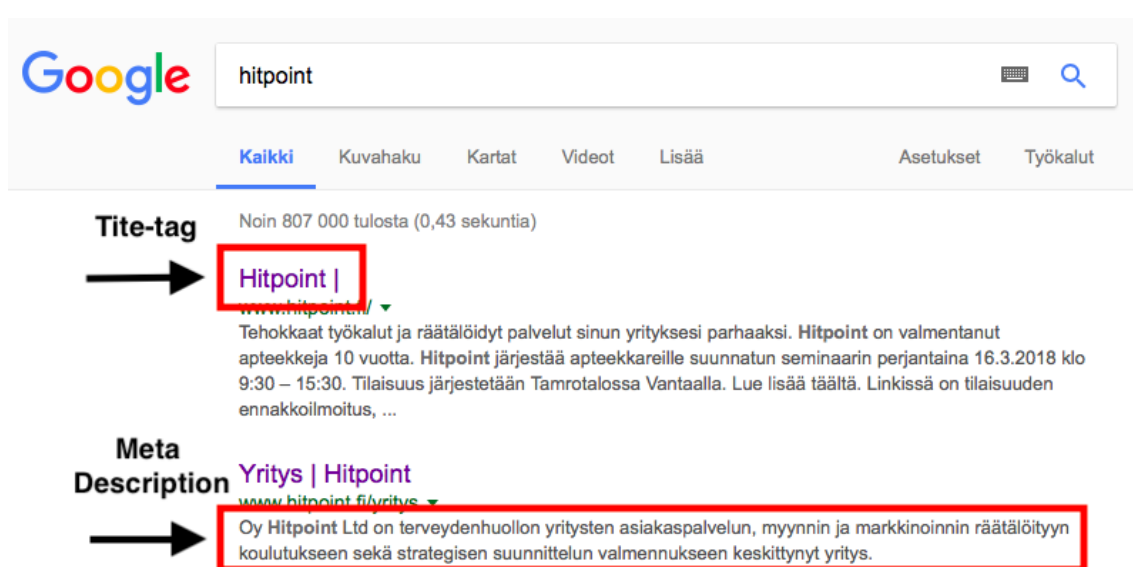 Google
hitpoint
Kaikki Kuvahaku Kartat Videot Lisää Asetukset Työkalut
Noin 807 000 tulosta (0,43 sekuntia)
Tite-tag
Hitpoint |
www.hitpoint.fi/
Tehokkaat työkalut ja räätälöidyt palvelut sinun yrityksesi parhaaksi. Hitpoint on valmentanut
apteekkeja 10 vuotta. Hitpoint järjestää apteekkareille suunnatun seminaarin perjantaina 16.3.2018 klo
9:30 – 15:30. Tilaisuus järjestetään Tamrotalossa Vantaalla. Lue lisää täältä. Linkissä on tilaisuuden
ennakkoilmoitus, ...
Meta
Description
Yritys | Hitpoint
www.hitpoint.fi/yritys
Oy Hitpoint Ltd on terveydenhuollon yritysten asiakaspalvelun, myynnin ja markkinoinnin räätälöityyn
koulutukseen sekä strategisen suunnittelun valmennukseen keskittynyt yritys.